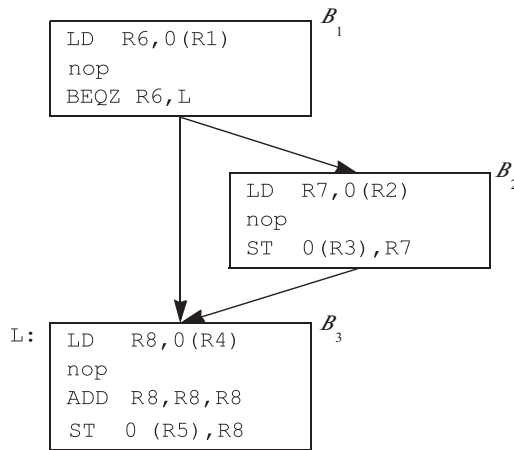 B1
LD R6,0(R1)
nop
BEQZ R6,L
B2
LD R7,0(R2)
nop
ST 0(R3),R7
L:
B3
LD R8,0(R4)
nop
ADD R8,R8,R8
ST 0 (R5),R8